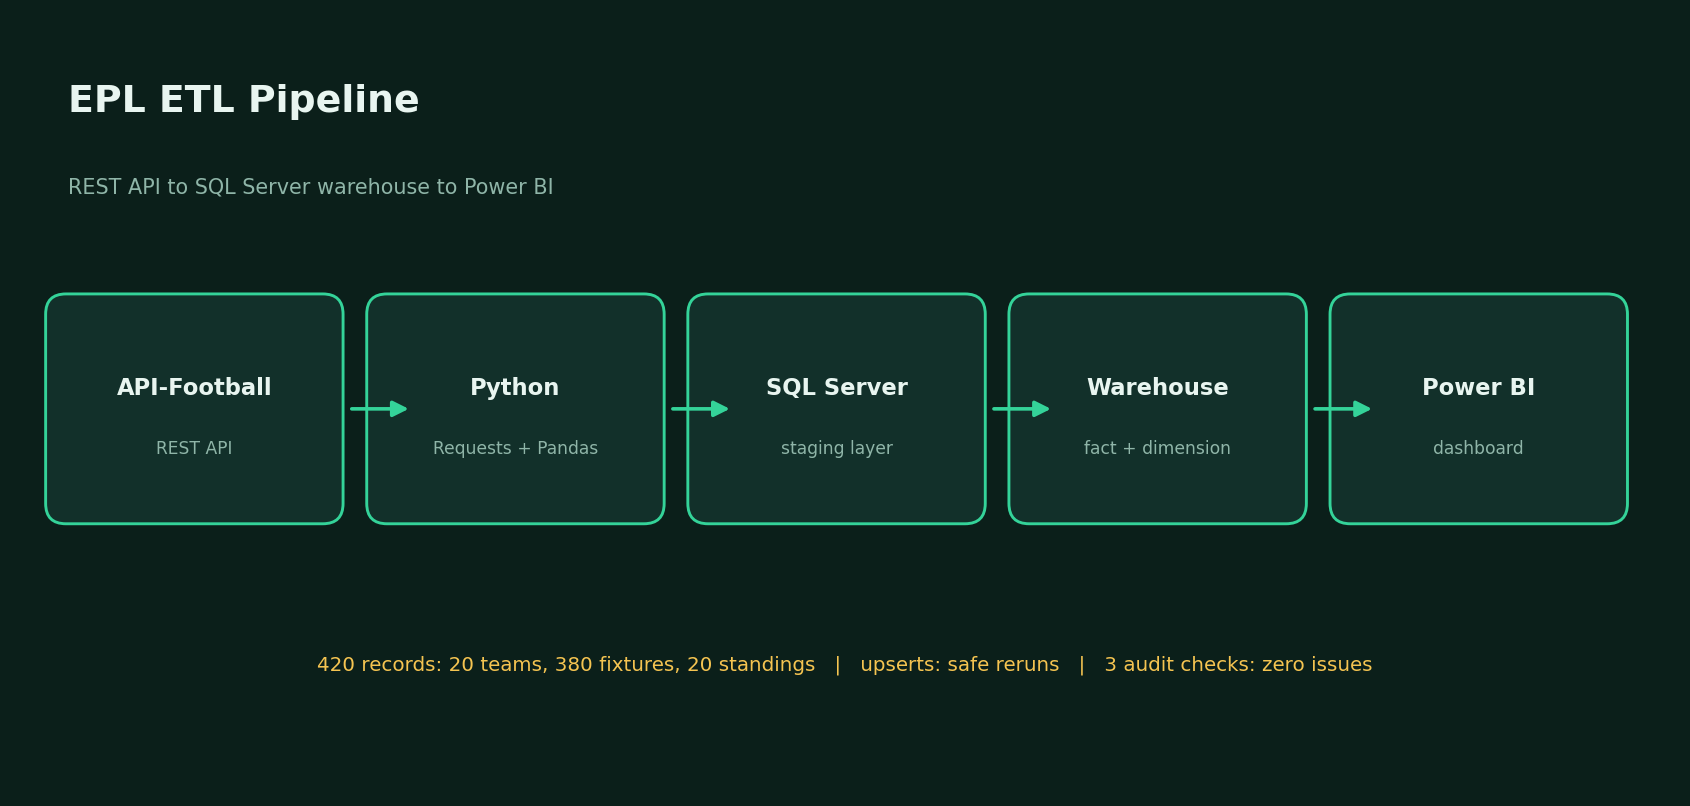 EPL ETL Pipeline
REST API to SQL Server warehouse to Power BI
API-Football
REST API
Python
Requests + Pandas
SQL Server
staging layer
Warehouse
fact + dimension
Power BI
dashboard
420 records: 20 teams, 380 fixtures, 20 standings | upserts: safe reruns | 3 audit checks: zero issues